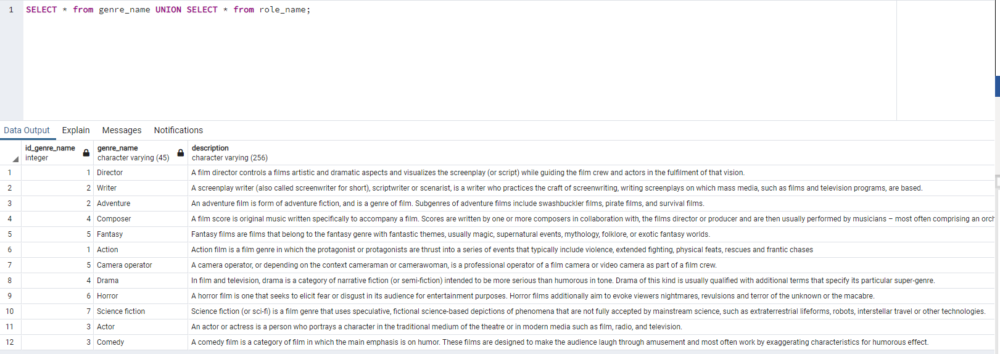 1 SELECT * from genre_name UNION SELECT * from role_name;
Data Output Explain Messages Notifications
id_genre_name genre_name description
integer character varying (45) character varying (256)
1 1 Director A film director controls a films artistic and dramatic aspects and visualizes the screenplay (or script) while guiding the film crew and actors in the fulfilment of that vision.
2 2 Writer A screenplay writer (also called screenwriter for short), scriptwriter or scenarist, is a writer who practices the craft of screenwriting, writing screenplays on which mass media, such as films and television programs, are based.
3 2 Adventure An adventure film is form of adventure fiction, and is a genre of film. Subgenres of adventure films include swashbuckler films, pirate films, and survival films.
4 4 Composer A film score is original music written specifically to accompany a film. Scores are written by one or more composers in collaboration with, the films director or producer and are then usually performed by musicians – most often comprising an orch
5 5 Fantasy Fantasy films are films that belong to the fantasy genre with fantastic themes, usually magic, supernatural events, mythology, folklore, or exotic fantasy worlds.
6 1 Action Action film is a film genre in which the protagonist or protagonists are thrust into a series of events that typically include violence, extended fighting, physical feats, rescues and frantic chases
7 5 Camera operator A camera operator, or depending on the context cameraman or camerawoman, is a professional operator of a film camera or video camera as part of a film crew.
8 4 Drama In film and television, drama is a category of narrative fiction (or semi-fiction) intended to be more serious than humorous in tone. Drama of this kind is usually qualified with additional terms that specify its particular super-genre.
9 6 Horror A horror film is one that seeks to elicit fear or disgust in its audience for entertainment purposes. Horror films additionally aim to evoke viewers nightmares, revulsions and terror of the unknown or the macabre.
10 7 Science fiction Science fiction (or sci-fi) is a film genre that uses speculative, fictional science-based depictions of phenomena that are not fully accepted by mainstream science, such as extraterrestrial lifeforms, robots, interstellar travel or other technologies.
11 3 Actor An actor or actress is a person who portrays a character in the traditional medium of the theatre or in modern media such as film, radio, and television.
12 3 Comedy A comedy film is a category of film in which the main emphasis is on humor. These films are designed to make the audience laugh through amusement and most often work by exaggerating characteristics for humorous effect.